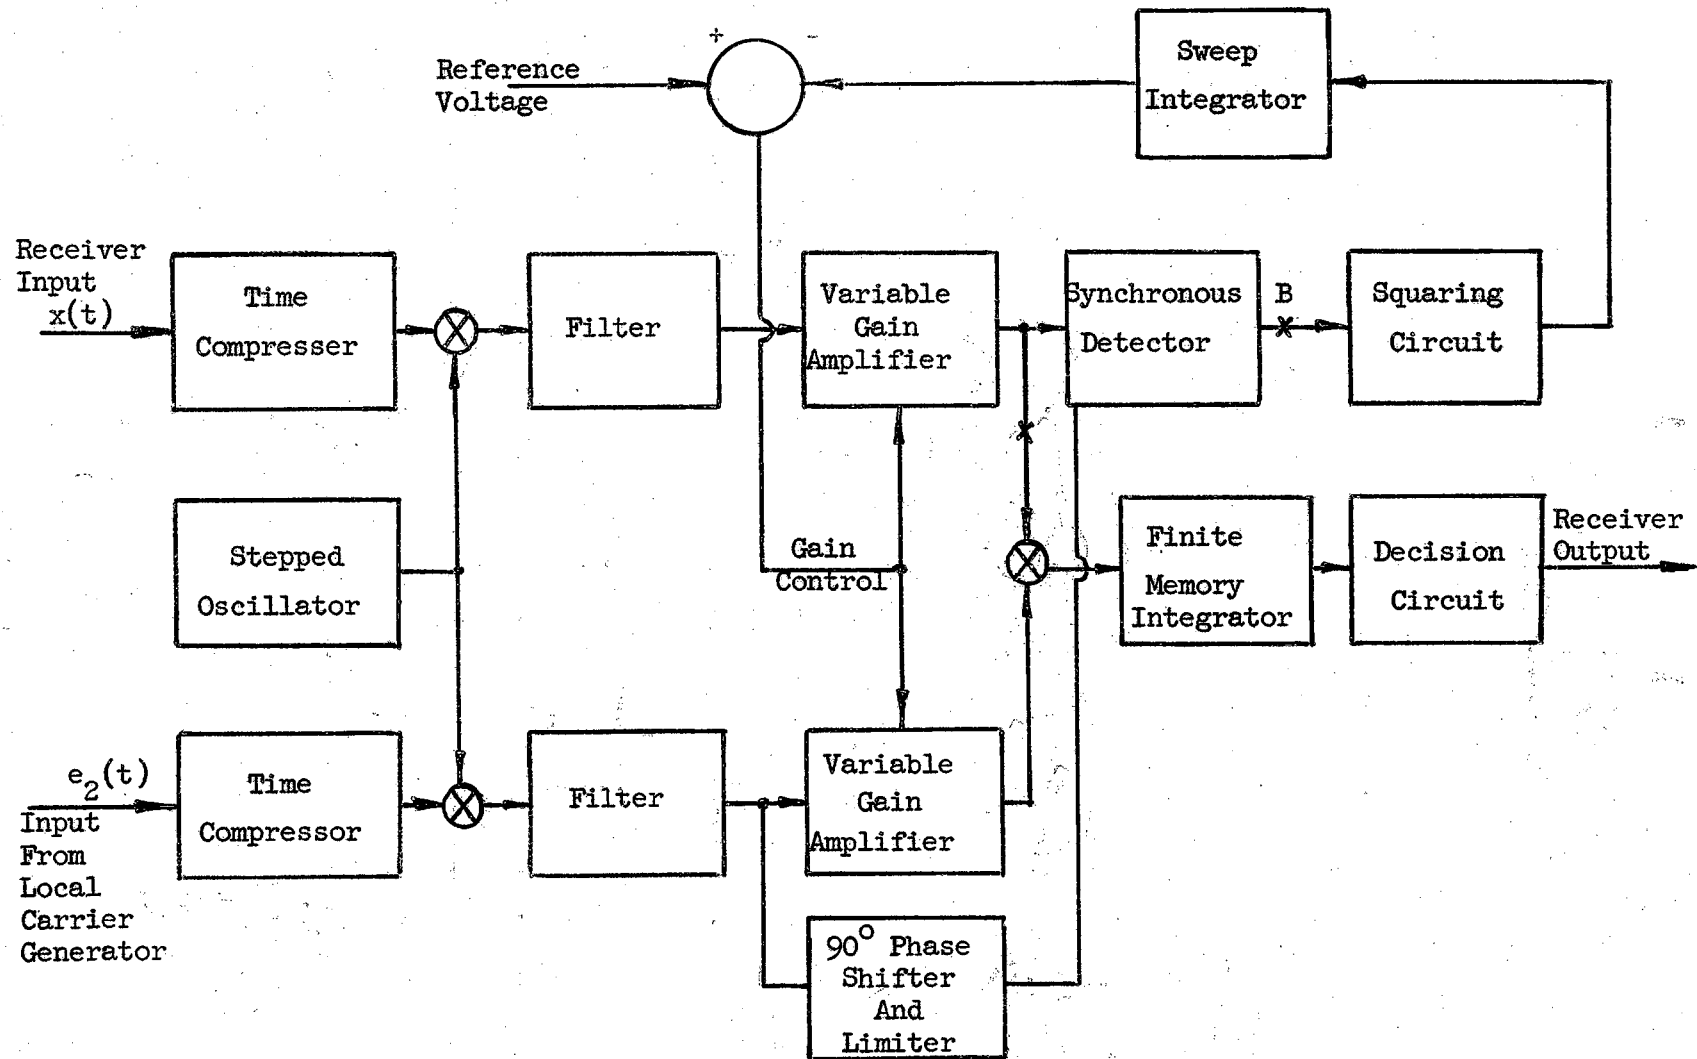 + -
Reference
Voltage
Sweep
Integrator
Receiver
Input
x(t)
Time
Compresser
Filter
Variable
Gain
Amplifier
Synchronous
Detector
B
Squaring
Circuit
Stepped
Oscillator
Gain
Control
Finite
Memory
Integrator
Decision
Circuit
Receiver
Output
e2(t)
Input
From
Local
Carrier
Generator
Time
Compressor
Filter
Variable
Gain
Amplifier
90° Phase
Shifter
And
Limiter